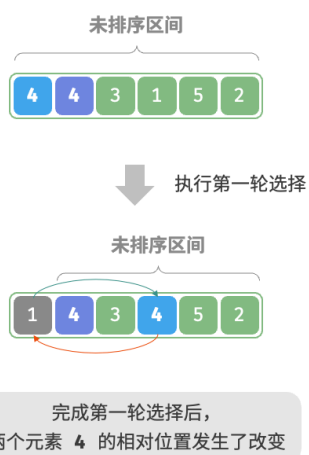 未排序区间
4 4 3 1 5 2
执行第一轮选择
未排序区间
1 4 3 4 5 2
完成第一轮选择后，
两个元素 4 的相对位置发生了改变